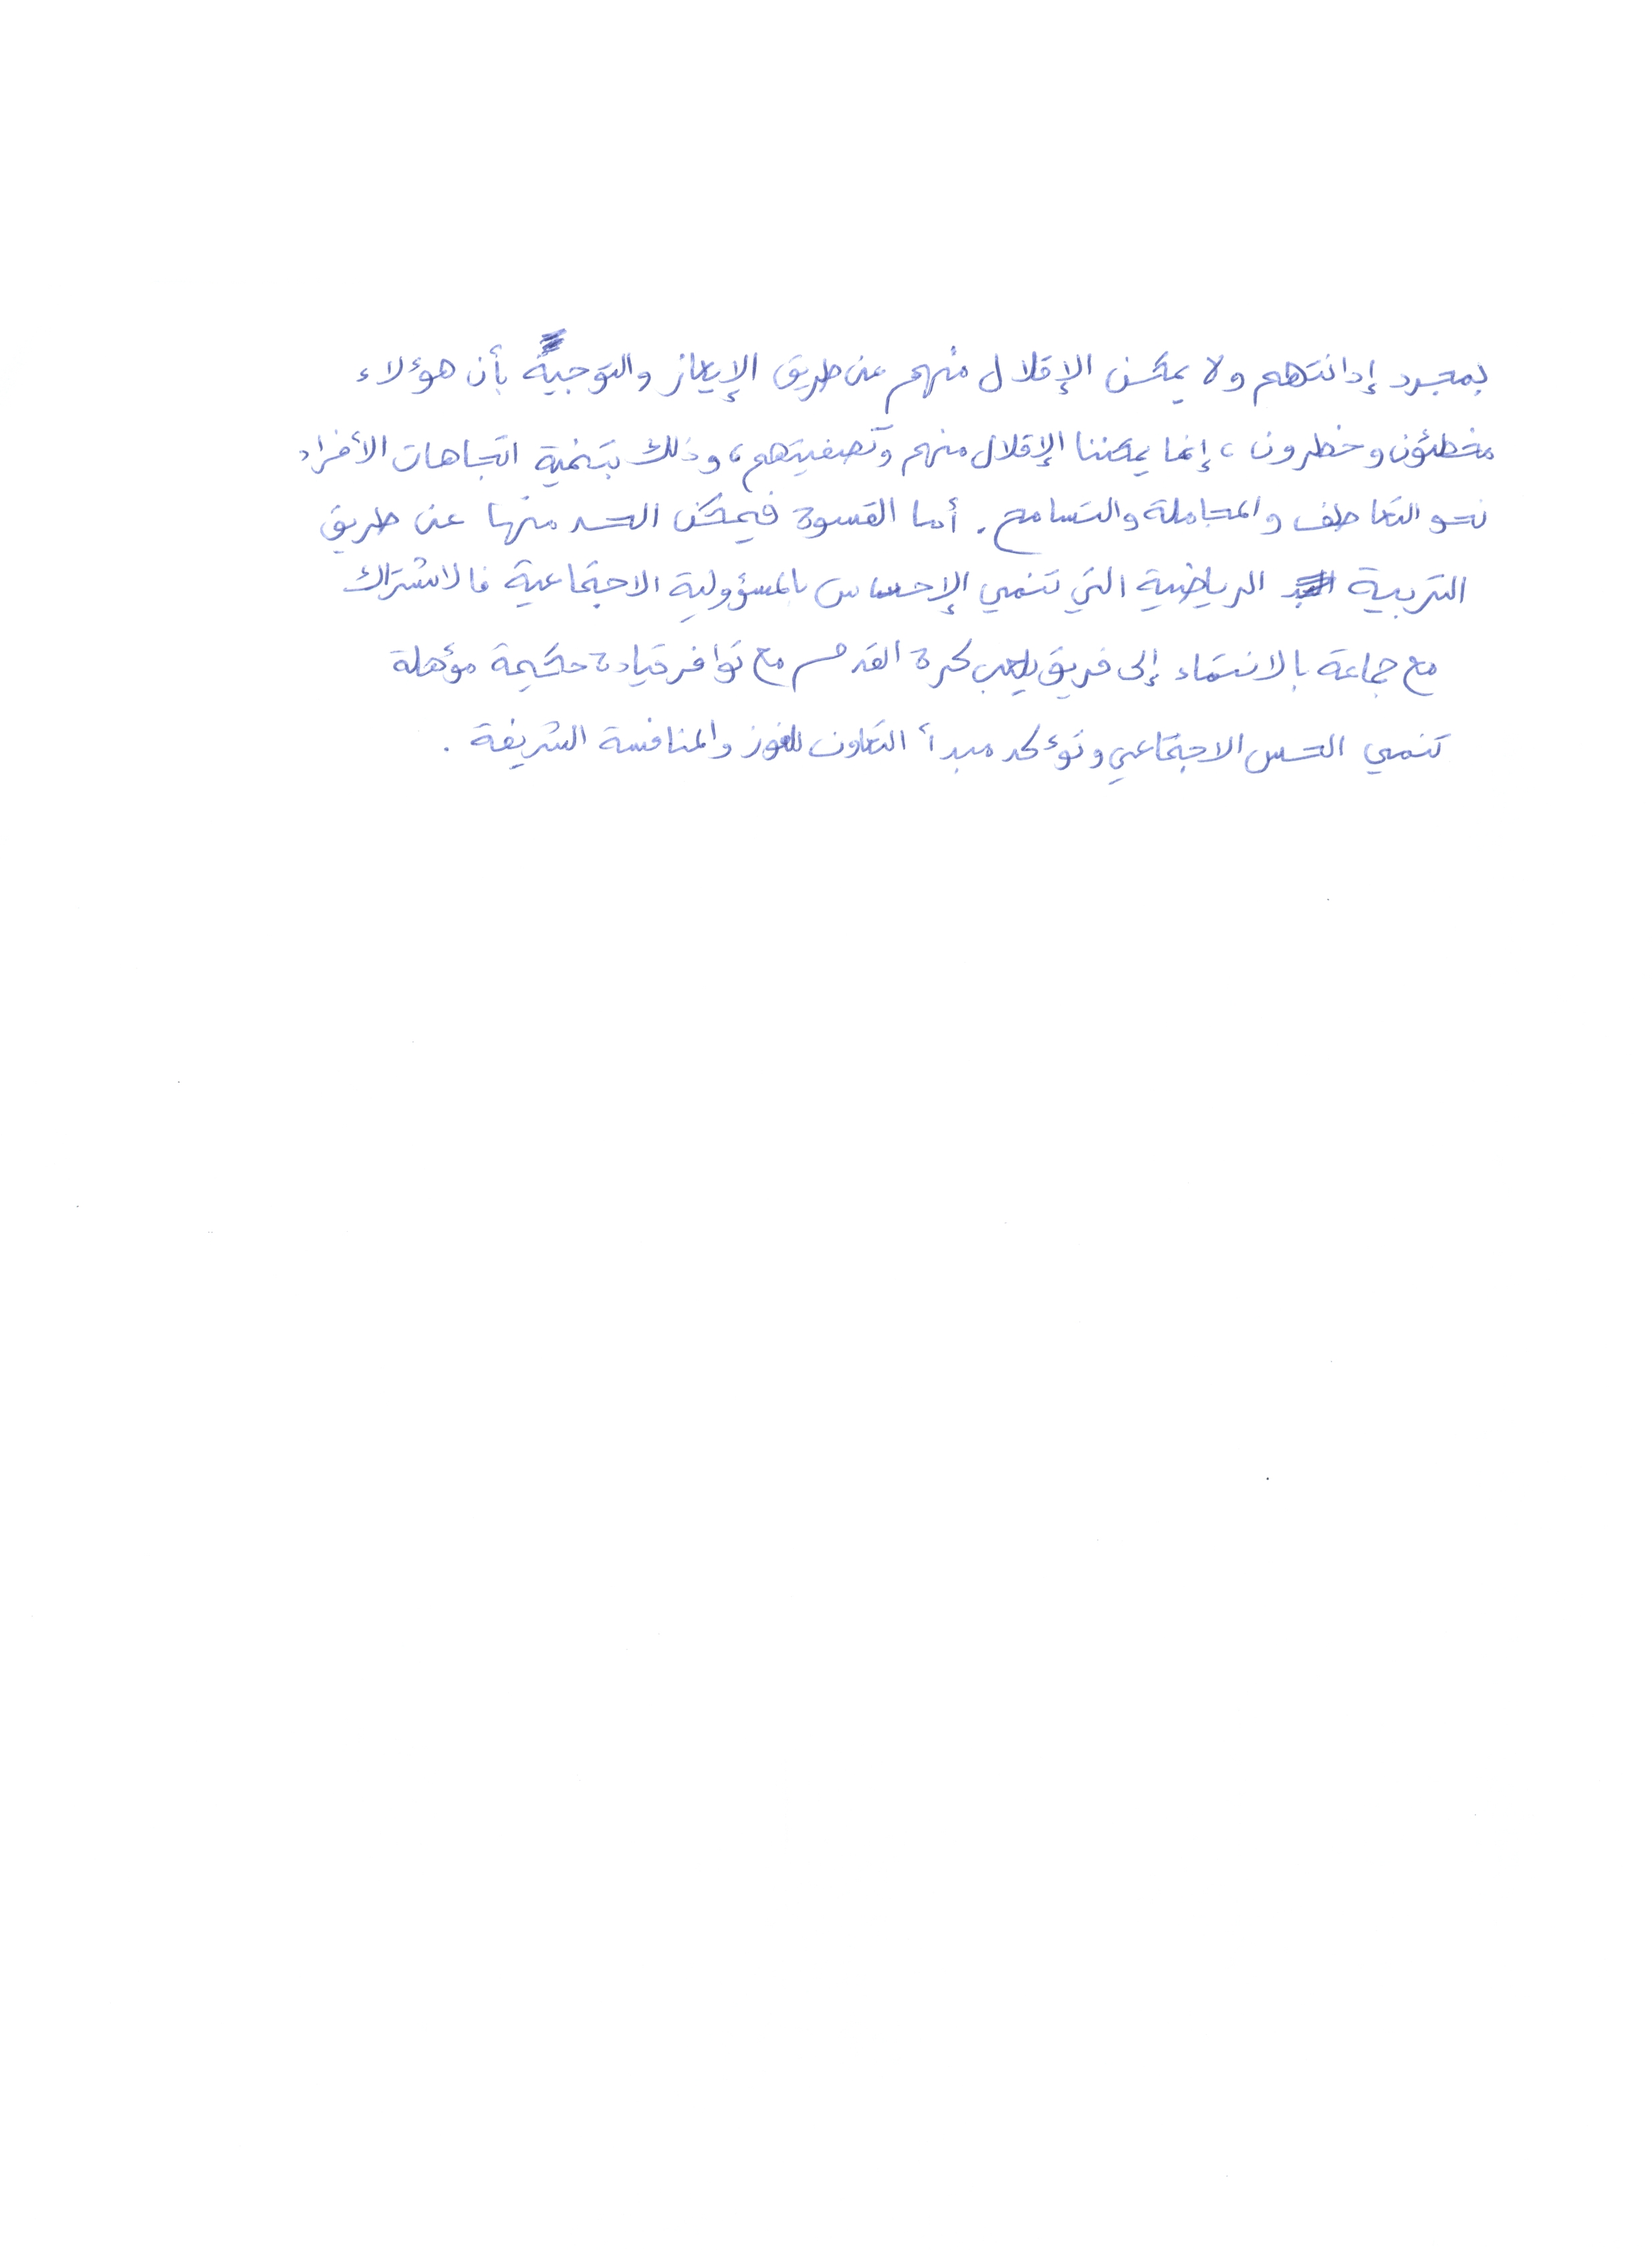 بمجرد إدانتهم ولا يمكن الإقلال منهم عن طريق الإيعاز والتوجيه بأن هؤلاء
مخطئون وخطرون، إنما يمكننا الإقلال منهم وتصفيتهم، وذلك بتنمية اتجاهات الأفراد
نحو التعاطف والمجاملة والتسامح. أما القسوة فيمكن الحد منها عن طريق
التربية الرياضية التي تنمي الإحساس بالمسؤولية الاجتماعية فالاشتراك
مع جماعة بالانتماء إلى فريق يلعب كرة القدم مع توافر قيادة حكيمة مؤهلة
تنمي الحس الاجتماعي وتؤكد مبدأ التعاون للفوز والمنافسة الشريفة.